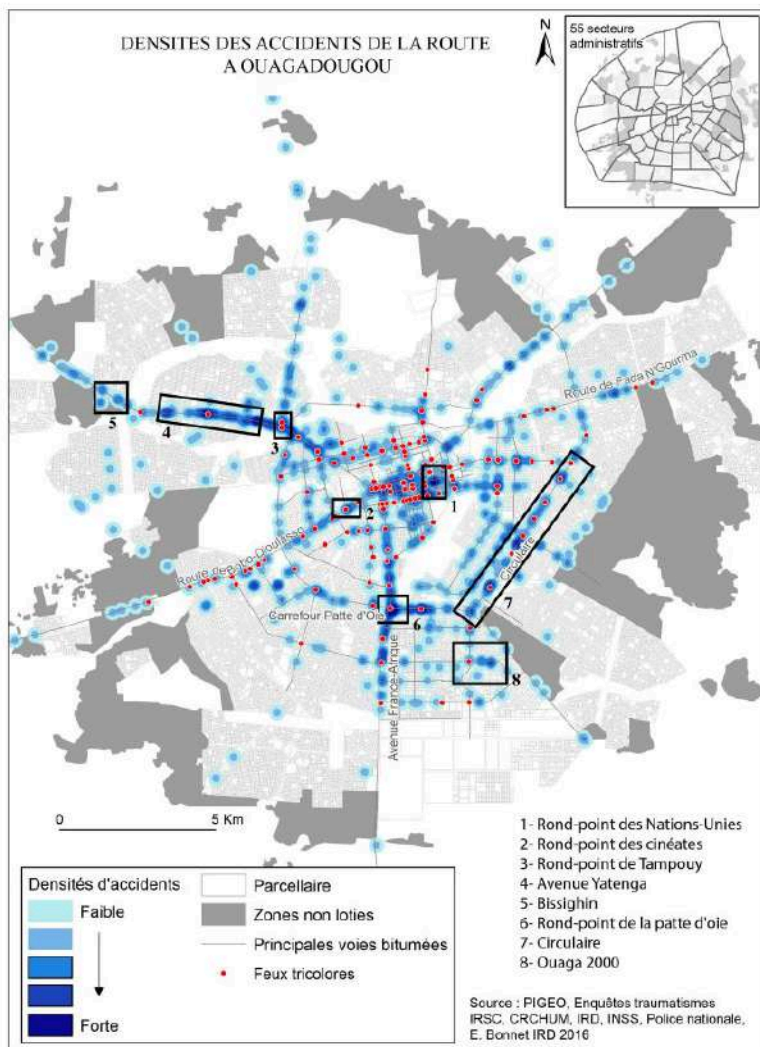 DENSITES DES ACCIDENTS DE LA ROUTE
A OUAGADOUGOU
N
55 secteurs
administratifs
Route de Fada N'Gourma
5
4
3
2
1
Route de Bobo-Dioulasso
Circulaire
7
Carrefour Patte d'Oie
6
8
Avenue France-Afrique
0
5 Km
1- Rond-point des Nations-Unies
2- Rond-point des cinéates
3- Rond-point de Tampouy
4- Avenue Yatenga
5- Bissighin
6- Rond-point de la patte d'oie
7- Circulaire
8- Ouaga 2000
Densités d'accidents
Faible
Forte
Parcellaire
Zones non loties
Principales voies bitumées
Feux tricolores
Source : PIGEO, Enquêtes traumatismes
IRSC, CRCHUM, IRD, INSS, Police nationale,
E. Bonnet IRD 2016